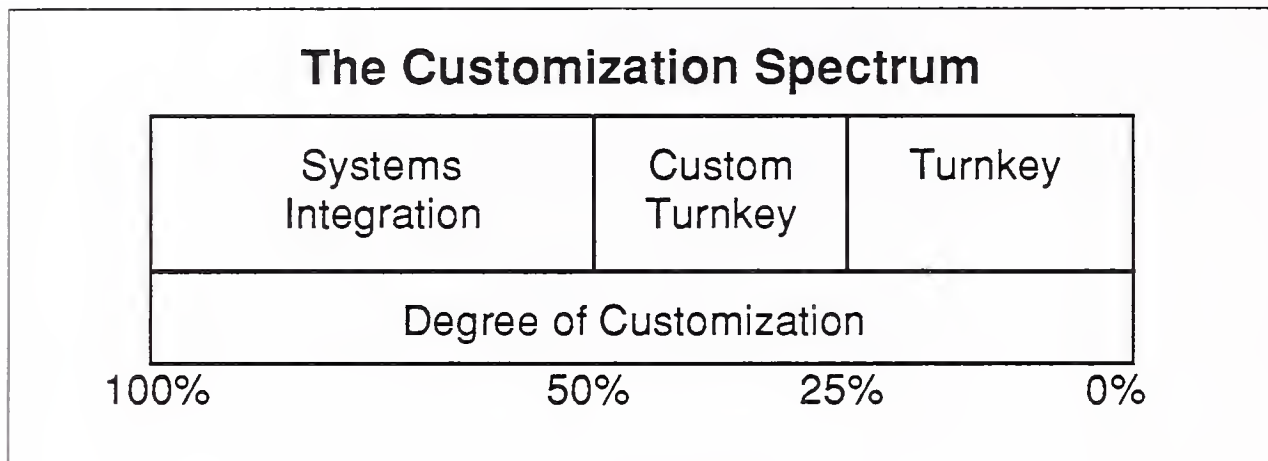 The Customization Spectrum
Systems
Integration
Custom
Turnkey
Turnkey
Degree of Customization
100% 50% 25% 0%